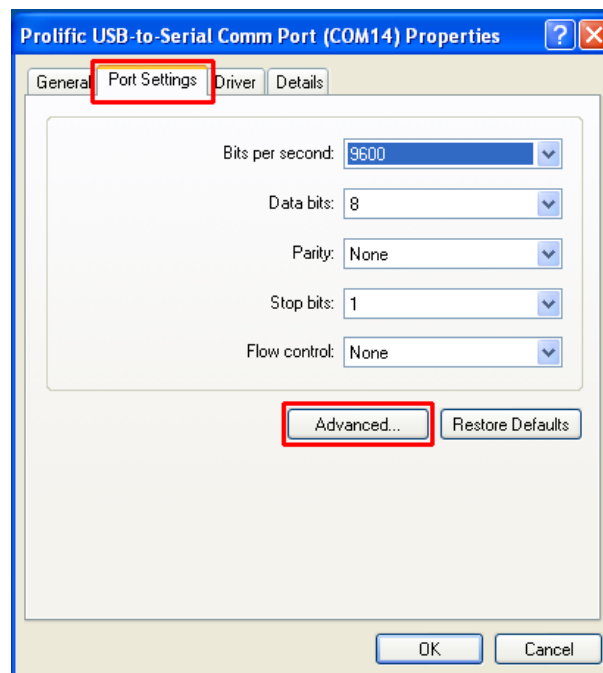 Prolific USB-to-Serial Comm Port (COM14) Properties
General Port Settings Driver Details
Bits per second: 9600
Data bits: 8
Parity: None
Stop bits: 1
Flow control: None
Advanced... Restore Defaults
OK Cancel